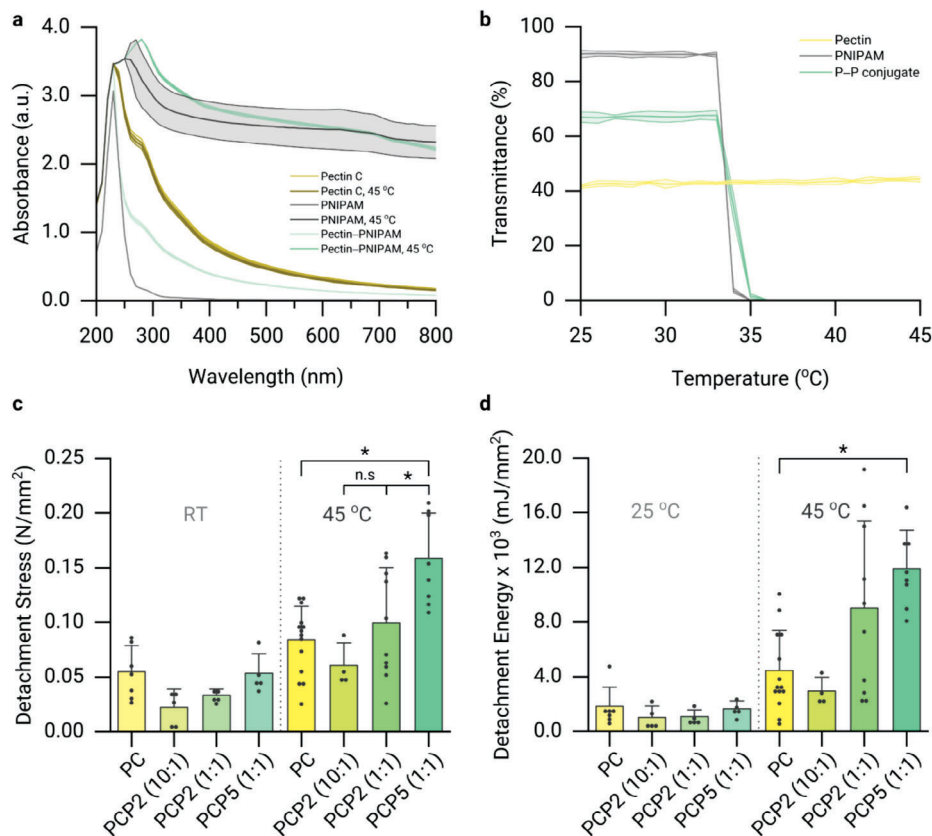 a
Absorbance (a.u.)
4.0
3.0
2.0
1.0
0.0
200 300 400 500 600 700 800
Wavelength (nm)
Pectin C
Pectin C, 45 °C
PNIPAM
PNIPAM, 45 °C
Pectin–PNIPAM
Pectin–PNIPAM, 45 °C
b
Transmittance (%)
100
80
60
40
20
0
25 30 35 40 45
Temperature (°C)
Pectin
PNIPAM
P–P conjugate
c
Detachment Stress (N/mm²)
0.25
0.20
0.15
0.10
0.05
0.00
RT
45 °C
*
n.s
*
PC
PCP2 (10:1)
PCP2 (1:1)
PCP5 (1:1)
PC
PCP2 (10:1)
PCP2 (1:1)
PCP5 (1:1)
d
Detachment Energy x 10³ (mJ/mm²)
20.0
16.0
12.0
8.0
4.0
0.0
25 °C
45 °C
*
PC
PCP2 (10:1)
PCP2 (1:1)
PCP5 (1:1)
PC
PCP2 (10:1)
PCP2 (1:1)
PCP5 (1:1)